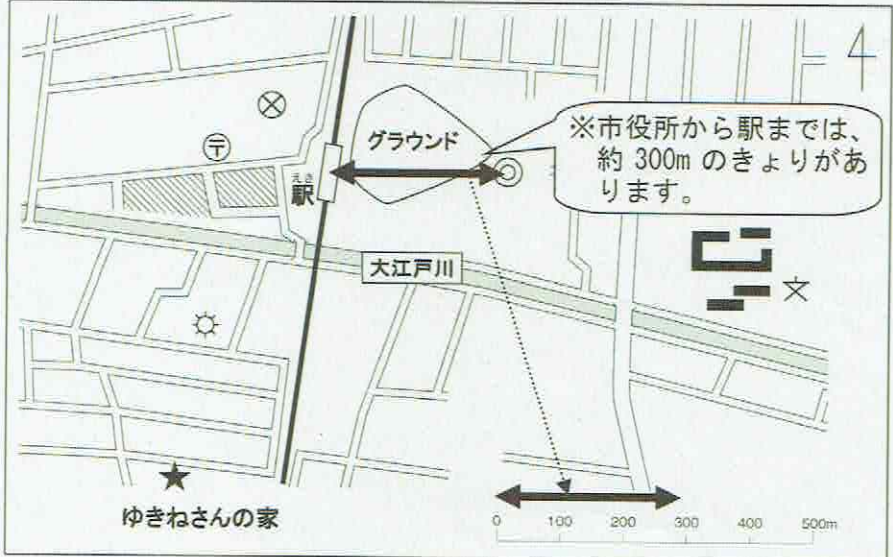 グラウンド
※市役所から駅までは、
約 300m のきょりがあ
ります。
〒
えき
駅
大江戸川
文
ゆきねさんの家
0 100 200 300 400 500m